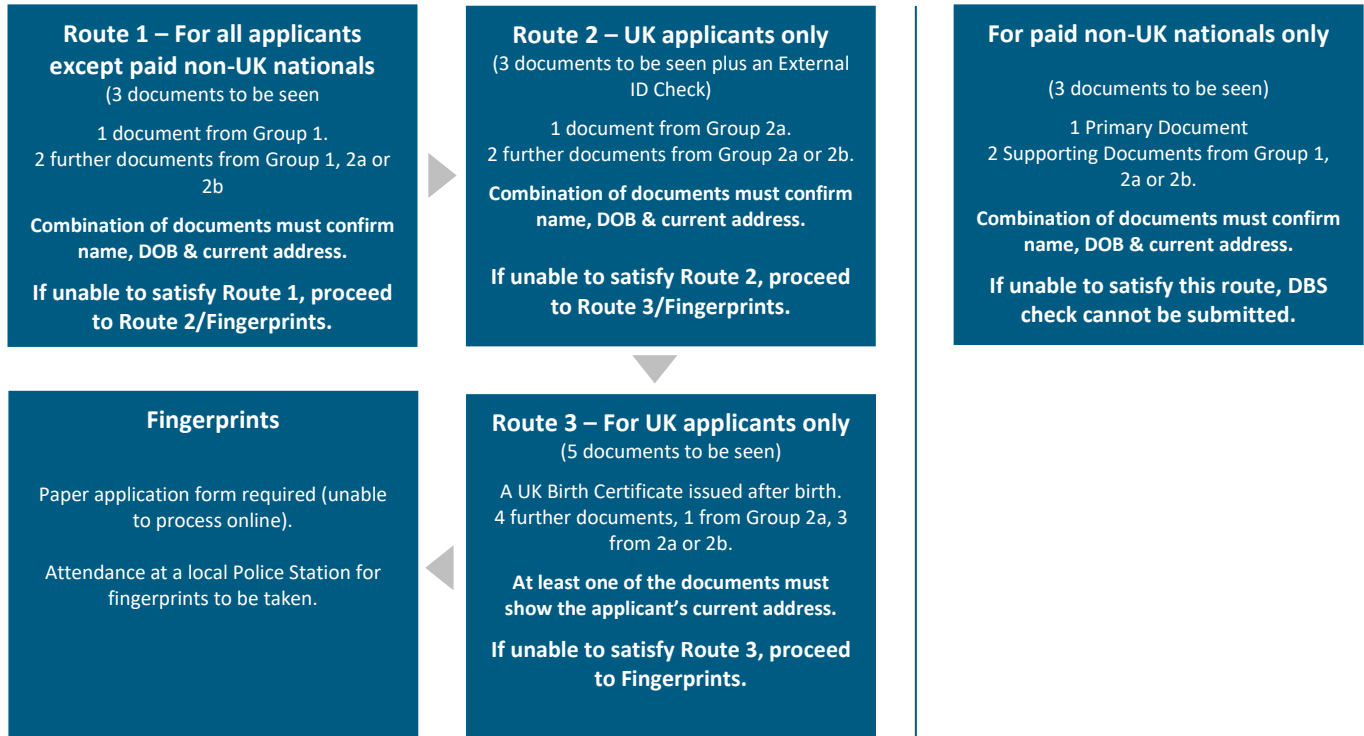 Route 1 – For all applicants
except paid non-UK nationals
(3 documents to be seen
1 document from Group 1.
2 further documents from Group 1, 2a or
2b
Combination of documents must confirm
name, DOB & current address.
If unable to satisfy Route 1, proceed
to Route 2/Fingerprints.
Route 2 – UK applicants only
(3 documents to be seen plus an External
ID Check)
1 document from Group 2a.
2 further documents from Group 2a or 2b.
Combination of documents must confirm
name, DOB & current address.
If unable to satisfy Route 2, proceed
to Route 3/Fingerprints.
For paid non-UK nationals only
(3 documents to be seen)
1 Primary Document
2 Supporting Documents from Group 1,
2a or 2b.
Combination of documents must confirm
name, DOB & current address.
If unable to satisfy this route, DBS
check cannot be submitted.
Route 3 – For UK applicants only
(5 documents to be seen)
A UK Birth Certificate issued after birth.
4 further documents, 1 from Group 2a, 3
from 2a or 2b.
At least one of the documents must
show the applicant’s current address.
If unable to satisfy Route 3, proceed
to Fingerprints.
Fingerprints
Paper application form required (unable
to process online).
Attendance at a local Police Station for
fingerprints to be taken.